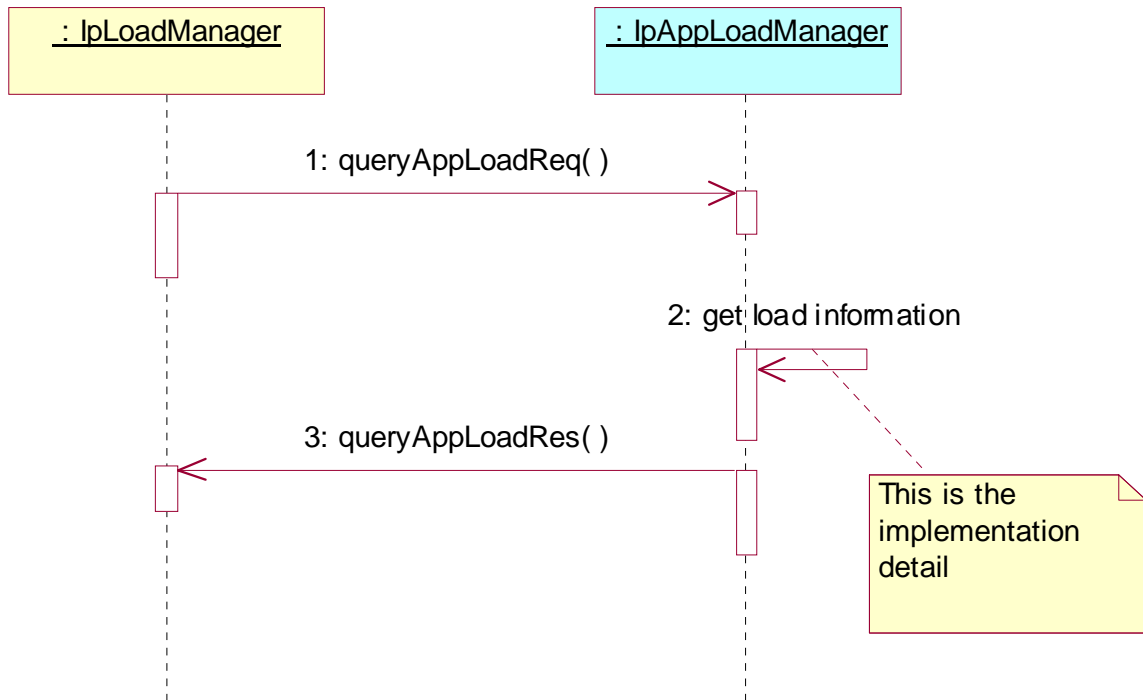 : IpLoadManager
: IpAppLoadManager
1: queryAppLoadReq( )
2: get load information
3: queryAppLoadRes( )
This is the
implementation
detail